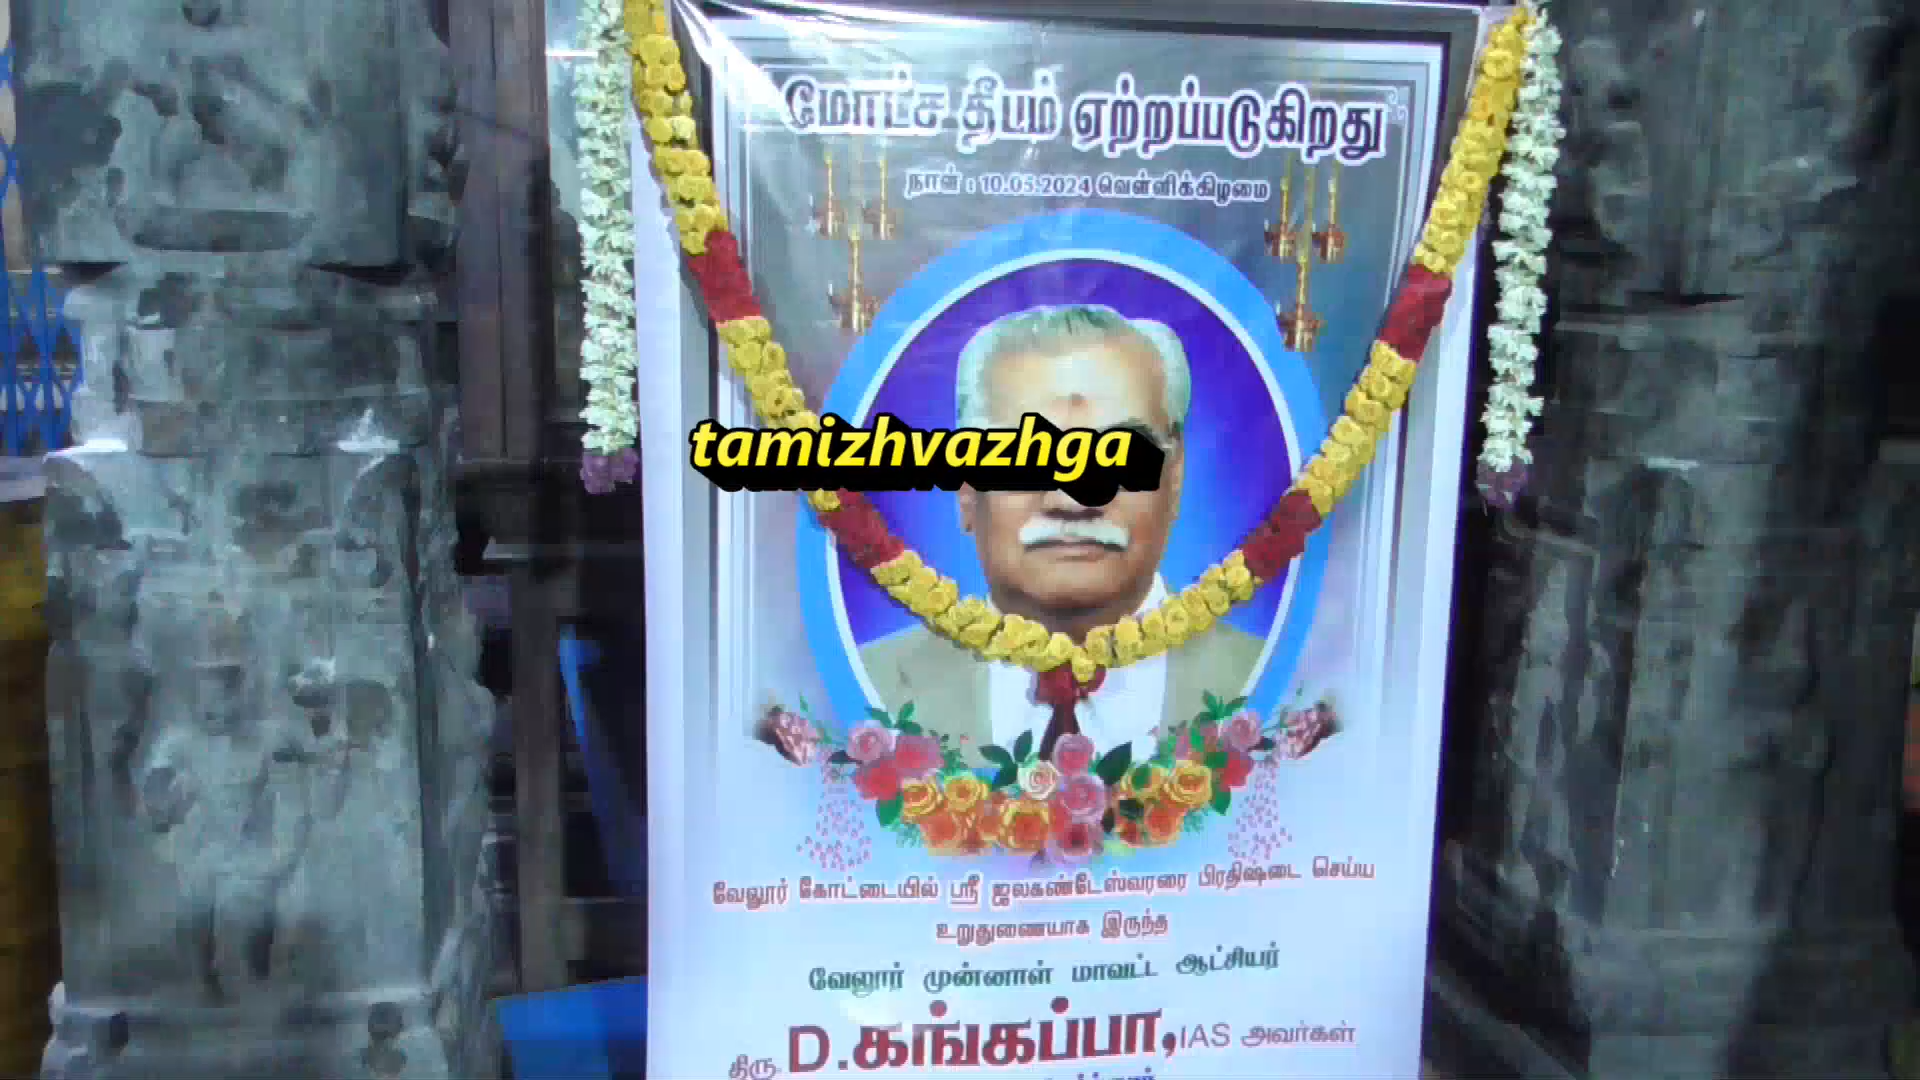 மோட்ச தீபம் ஏற்றப்படுகிறது
நாள் : 10.05.2024 வெள்ளிக்கிழமை
tamizhvazhga
வேலூர் கோட்டையில் ஸ்ரீ ஜலகண்டேஸ்வரரை பிரதிஷ்டை செய்ய
உறுதுணையாக இருந்த
வேலூர் முன்னாள் மாவட்ட ஆட்சியர்
திரு. D.கங்கப்பா,IAS அவர்கள்